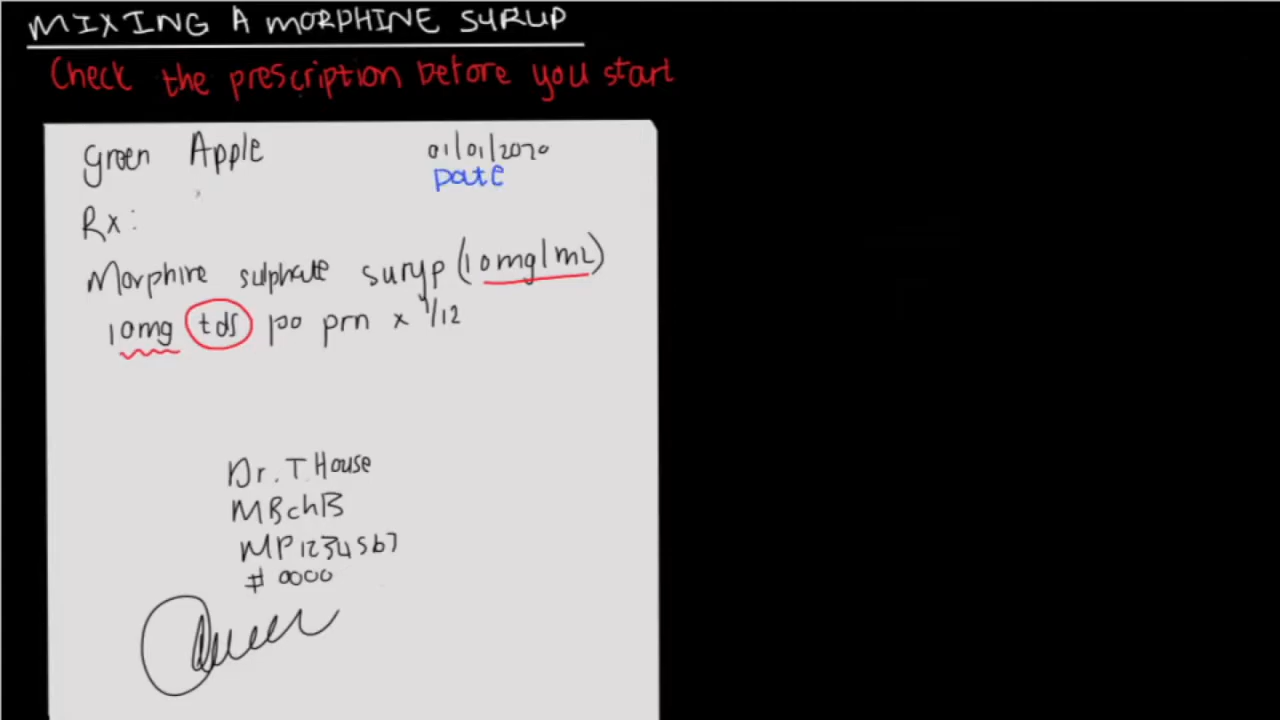 MIXING A MORPHINE SYRUP
Check the prescription before you start
Green Apple 01/01/2020
Date
Rx:
Morphine sulphate suryp (10mg/mL)
10mg tds po prn x 1/12
Dr. T. House
MBchB
MP1234567
# 0000